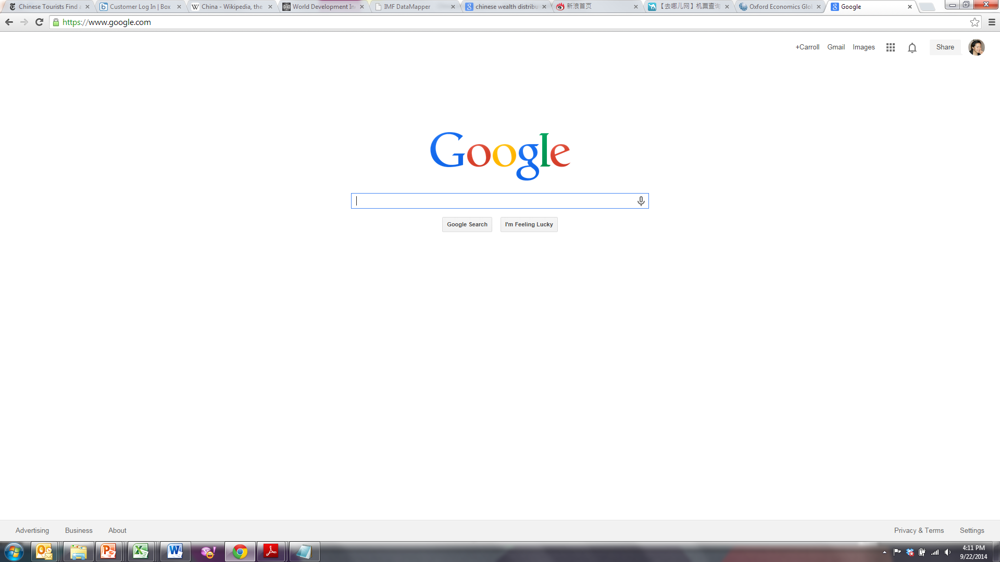 Chinese Tourists Find
Customer Log In | Box
China - Wikipedia, the
World Development In
IMF DataMapper
chinese wealth distribu
新浪首页
【去哪儿网】机票查询
Oxford Economics Glo
Google
https://www.google.com
+Carroll Gmail Images Share
Google
Google Search I'm Feeling Lucky
Advertising Business About Privacy & Terms Settings
4:11 PM
9/22/2014